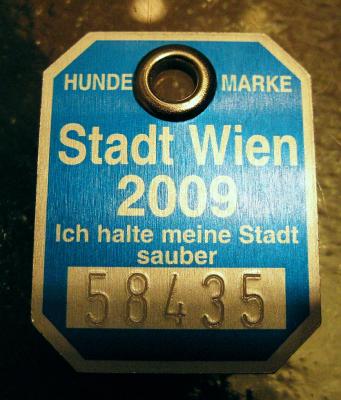 HUNDE MARKE
Stadt Wien
2009
Ich halte meine Stadt
sauber
58435